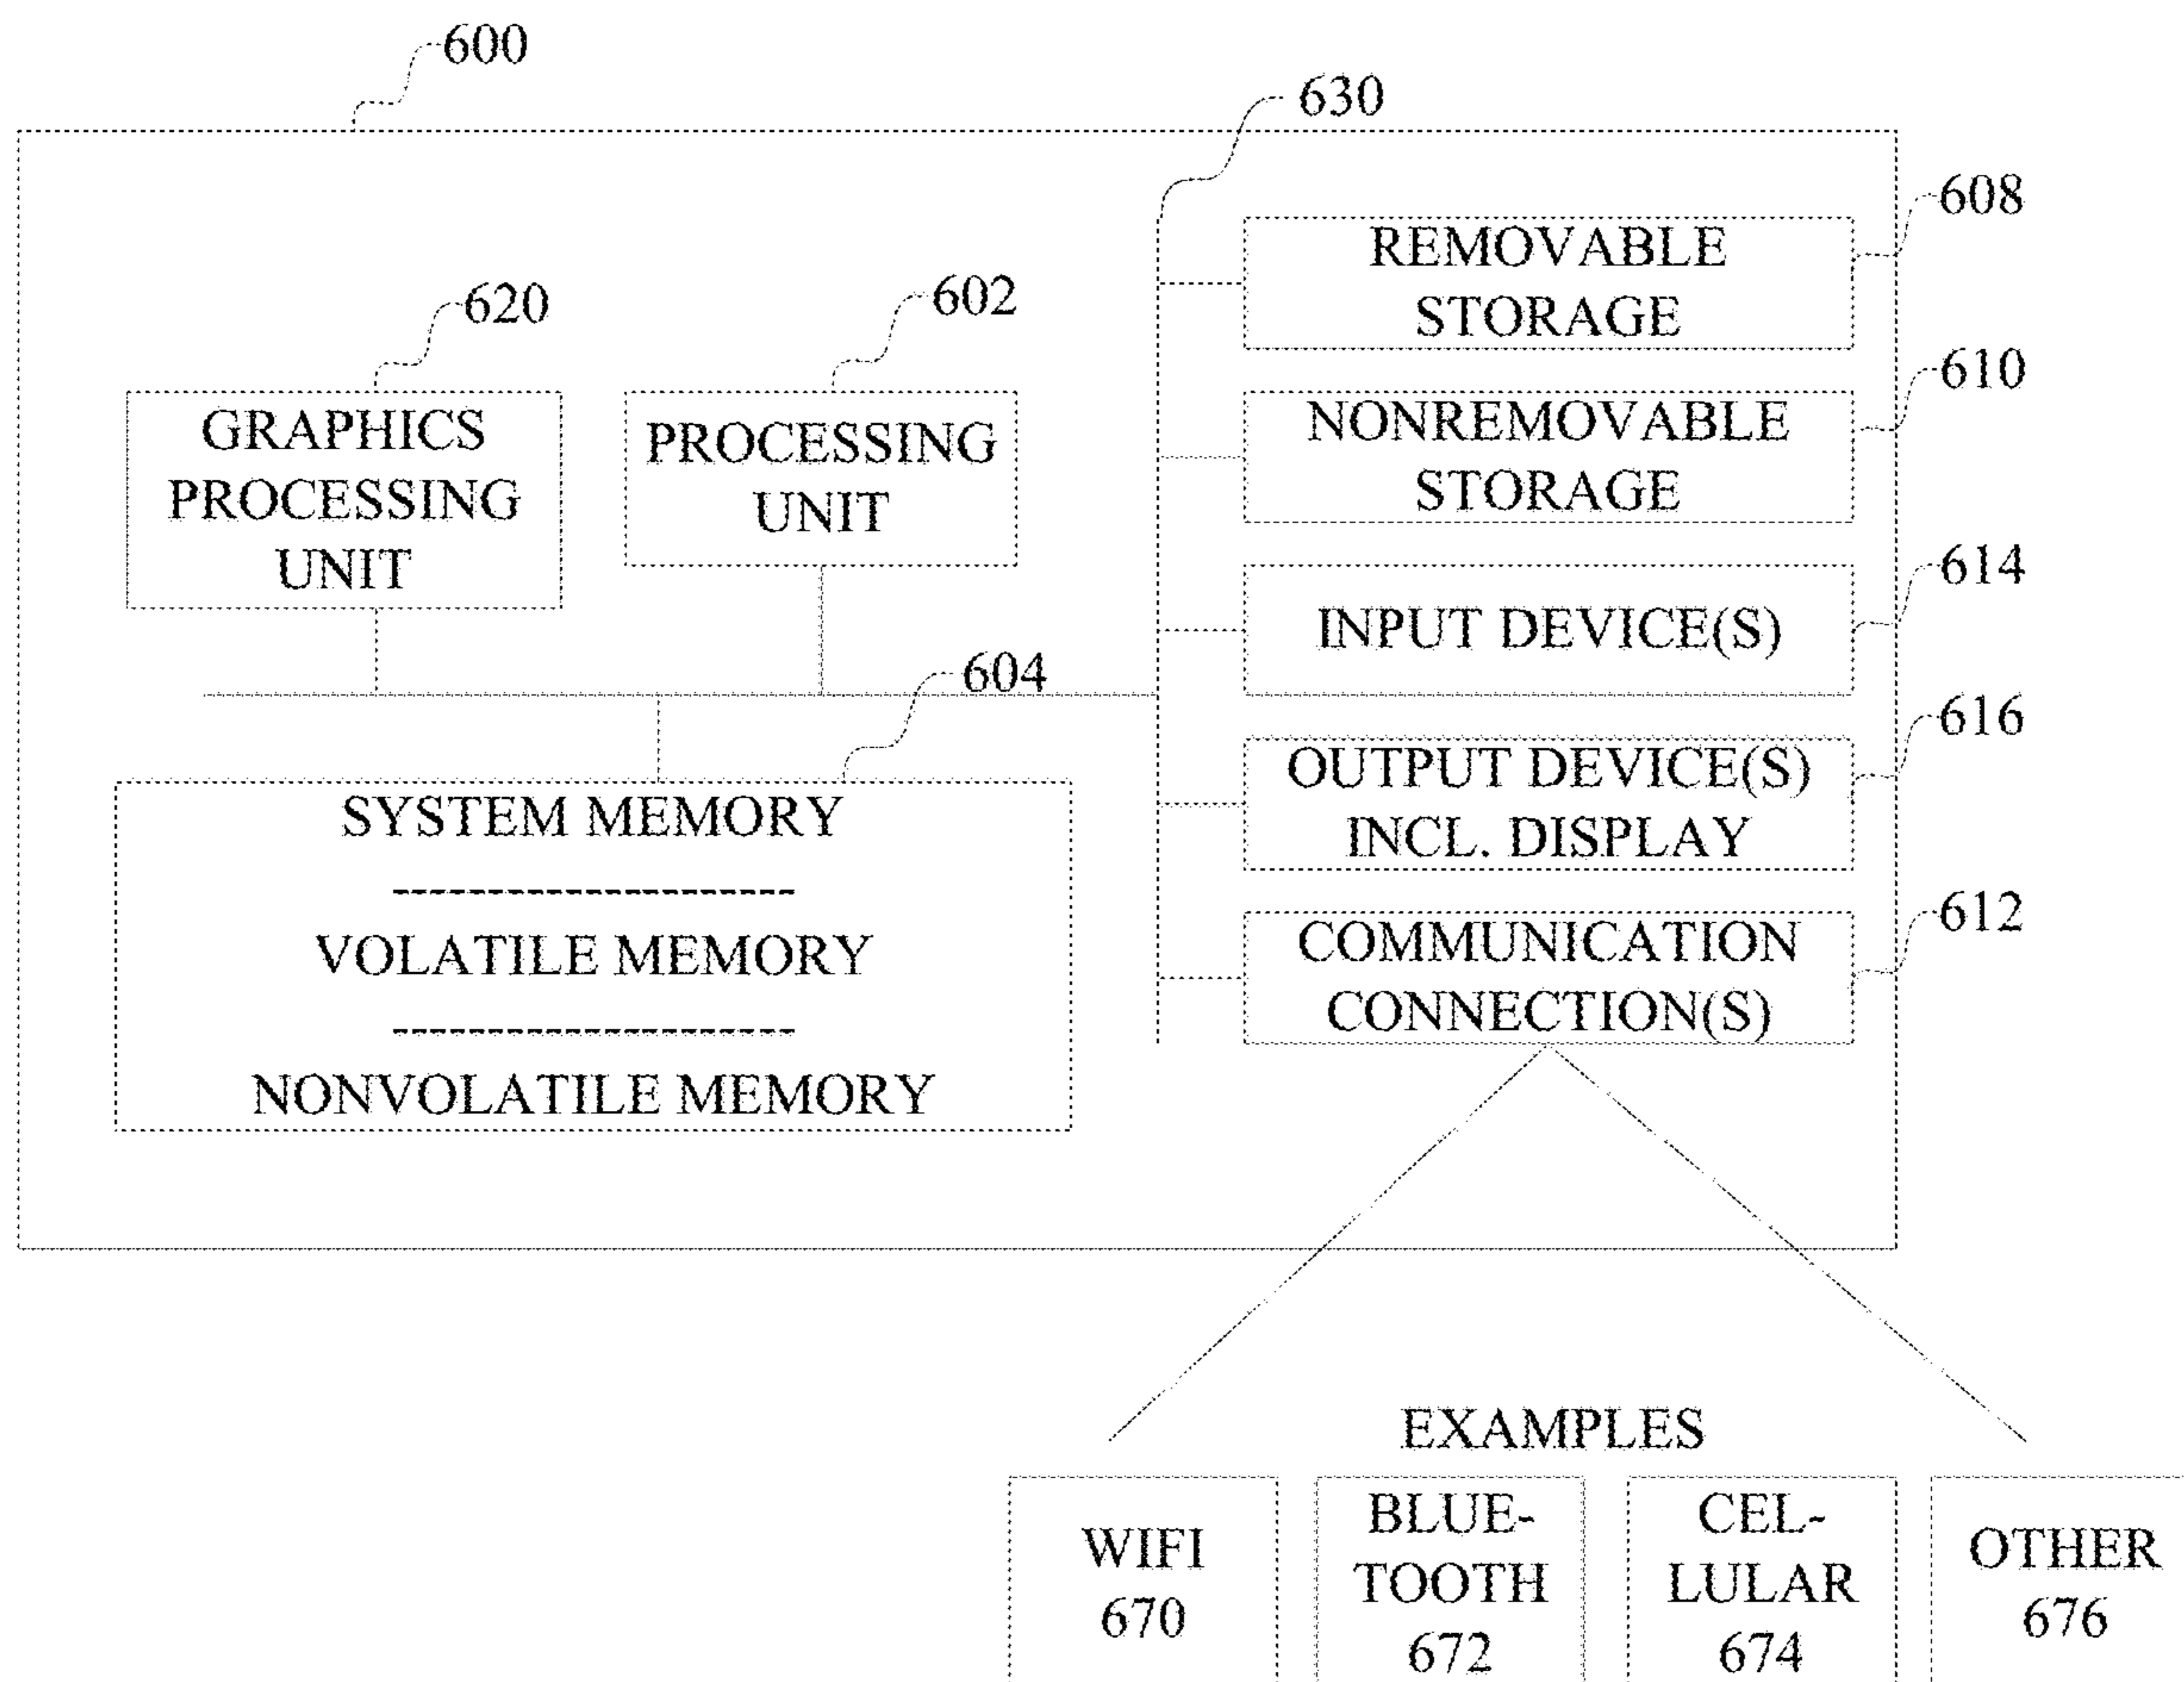 600
630
608
REMOVABLE
STORAGE
620
602
610
GRAPHICS
PROCESSING
UNIT
PROCESSING
UNIT
NONREMOVABLE
STORAGE
614
INPUT DEVICE(S)
604
616
SYSTEM MEMORY
VOLATILE MEMORY
NONVOLATILE MEMORY
OUTPUT DEVICE(S)
INCL. DISPLAY
612
COMMUNICATION
CONNECTION(S)
EXAMPLES
WIFI
670
BLUE-
TOOTH
672
CEL-
LULAR
674
OTHER
676